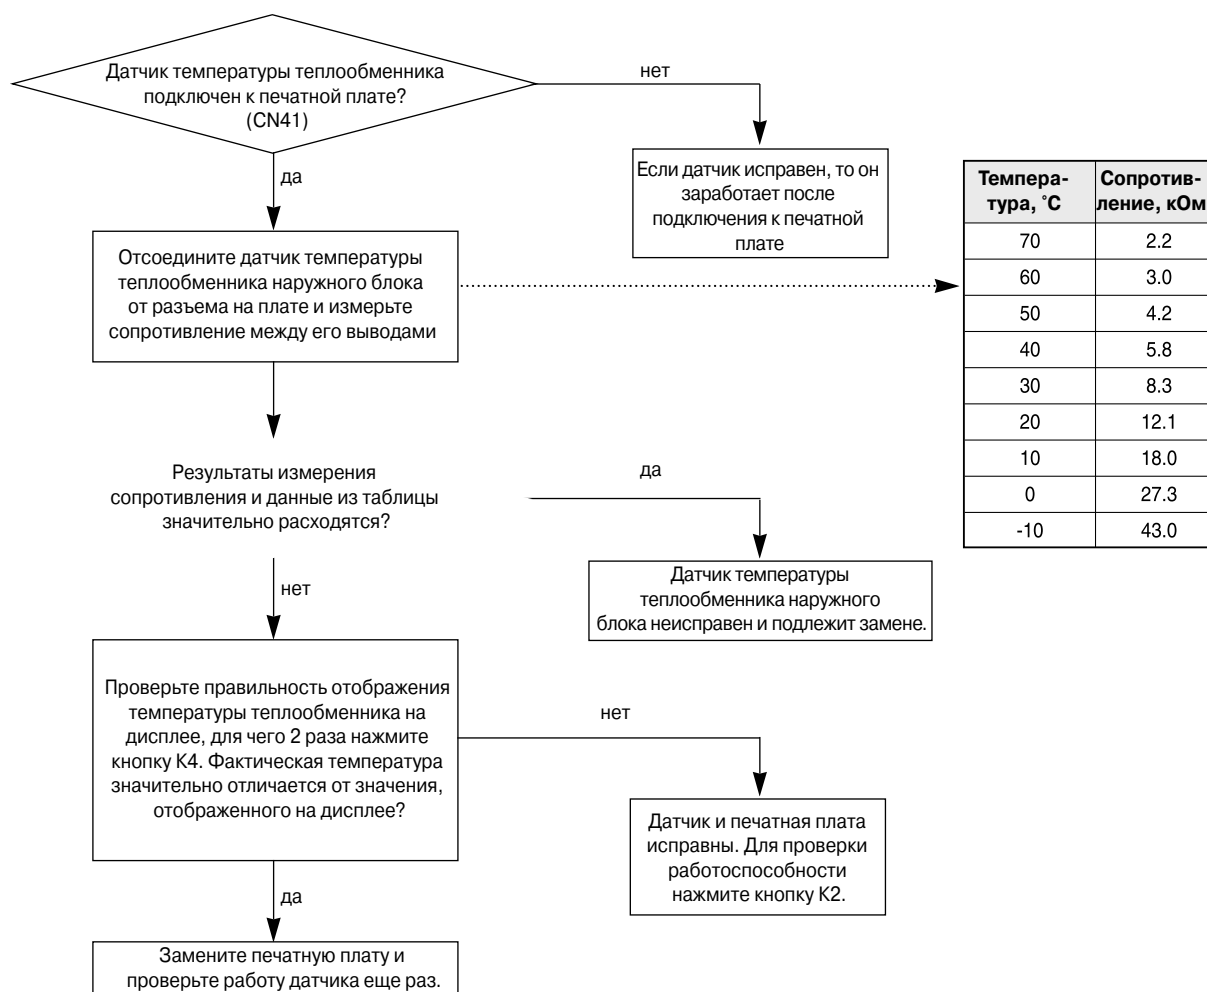 Датчик температуры теплообменника
подключен к печатной плате?
(CN41)
нет
да
Если датчик исправен, то он
заработает после
подключения к печатной
плате
Отсоедините датчик температуры
теплообменника наружного блока
от разъема на плате и измерьте
сопротивление между его выводами
Темпера- Сопротив-
тура, °C ление, кОм
70 2.2
60 3.0
50 4.2
40 5.8
30 8.3
20 12.1
10 18.0
0 27.3
-10 43.0
Результаты измерения
сопротивления и данные из таблицы
значительно расходятся?
да
нет
Датчик температуры
теплообменника наружного
блока неисправен и подлежит замене.
Проверьте правильность отображения
температуры теплообменника на
дисплее, для чего 2 раза нажмите
кнопку К4. Фактическая температура
значительно отличается от значения,
отображенного на дисплее?
нет
да
Датчик и печатная плата
исправны. Для проверки
работоспособности
нажмите кнопку К2.
Замените печатную плату и
проверьте работу датчика еще раз.